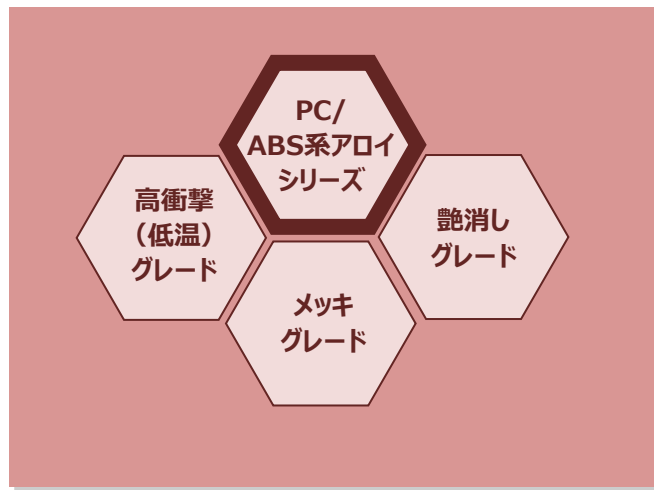 PC/
ABS系アロイ
シリーズ
高衝撃
（低温）
グレード
艶消し
グレード
メッキ
グレード